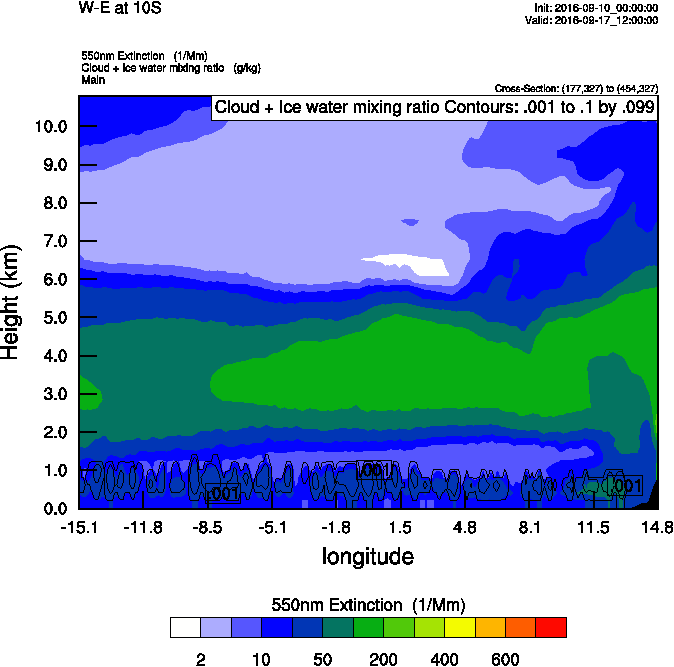 W-E at 10S
Init: 2016-09-10_00:00:00
Valid: 2016-09-17_12:00:00
550nm Extinction (1/Mm)
Cloud + Ice water mixing ratio (g/kg)
Main
Cross-Section: (177,327) to (454,327)
Cloud + Ice water mixing ratio Contours: .001 to .1 by .099
10.0
9.0
8.0
7.0
6.0
5.0
4.0
3.0
2.0
1.0
0.0
Height (km)
.001
.001
.001
-15.1 -11.8 -8.5 -5.1 -1.8 1.5 4.8 8.1 11.5 14.8
longitude
550nm Extinction (1/Mm)
2 10 50 200 400 600